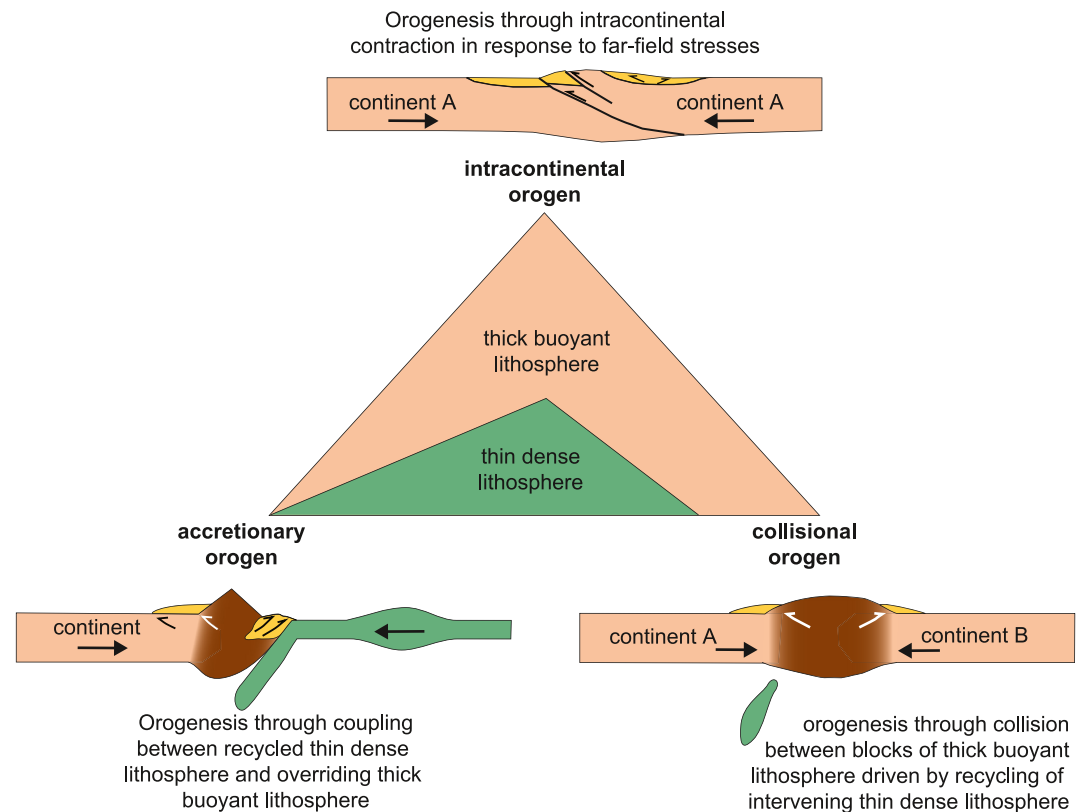 Orogenesis through intracontinental
contraction in response to far-field stresses
continent A
continent A
intracontinental
orogen
thick buoyant
lithosphere
thin dense
lithosphere
accretionary
orogen
collisional
orogen
continent
continent A
continent B
Orogenesis through coupling
between recycled thin dense
lithosphere and overriding thick
buoyant lithosphere
orogenesis through collision
between blocks of thick buoyant
lithosphere driven by recycling of
intervening thin dense lithosphere